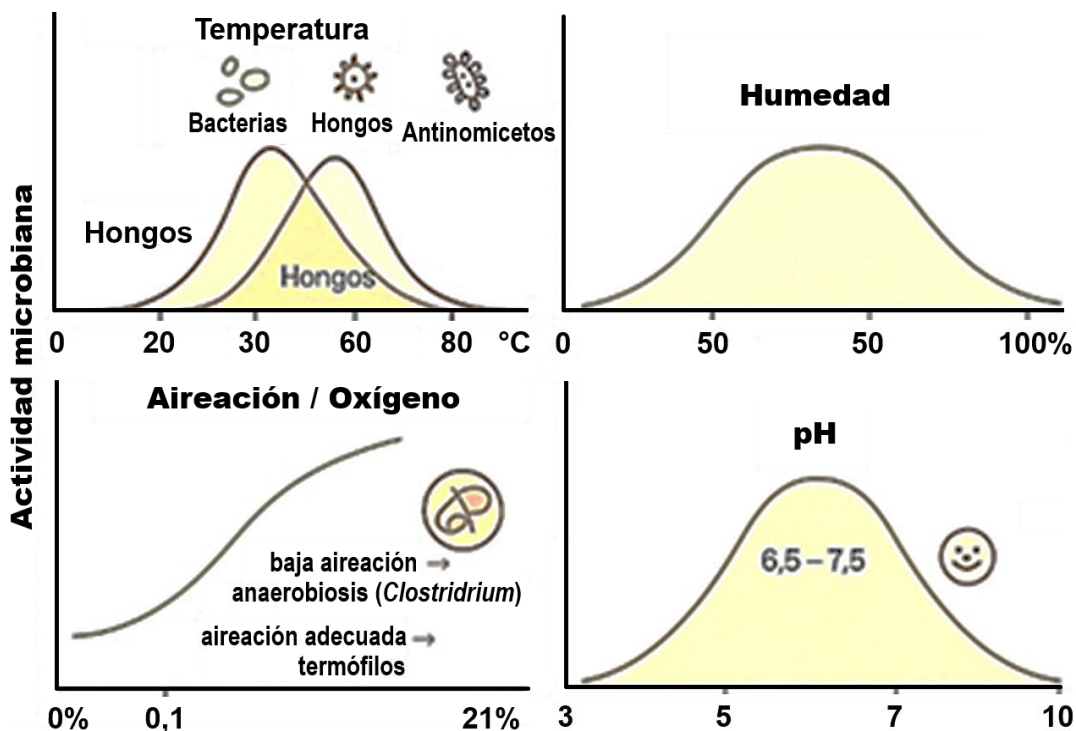 Actividad microbiana
Temperatura
Bacterias
Hongos
Antinomicetos
Hongos
Hongos
0
20
30
60
80
ºC
Humedad
0
50
50
100%
Aireación / Oxígeno
baja aireación →
anaerobiosis (Clostridrium)
aireación adecuada →
termófilos
0%
0,1
21%
pH
6,5 – 7,5
3
5
7
10